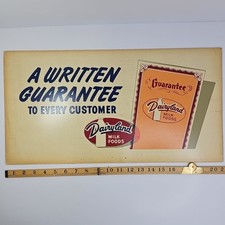 A WRITTEN
GUARANTEE
TO EVERY CUSTOMER
Dairyland
MILK
FOODS
Guarantee
Dairyland
MILK
FOODS